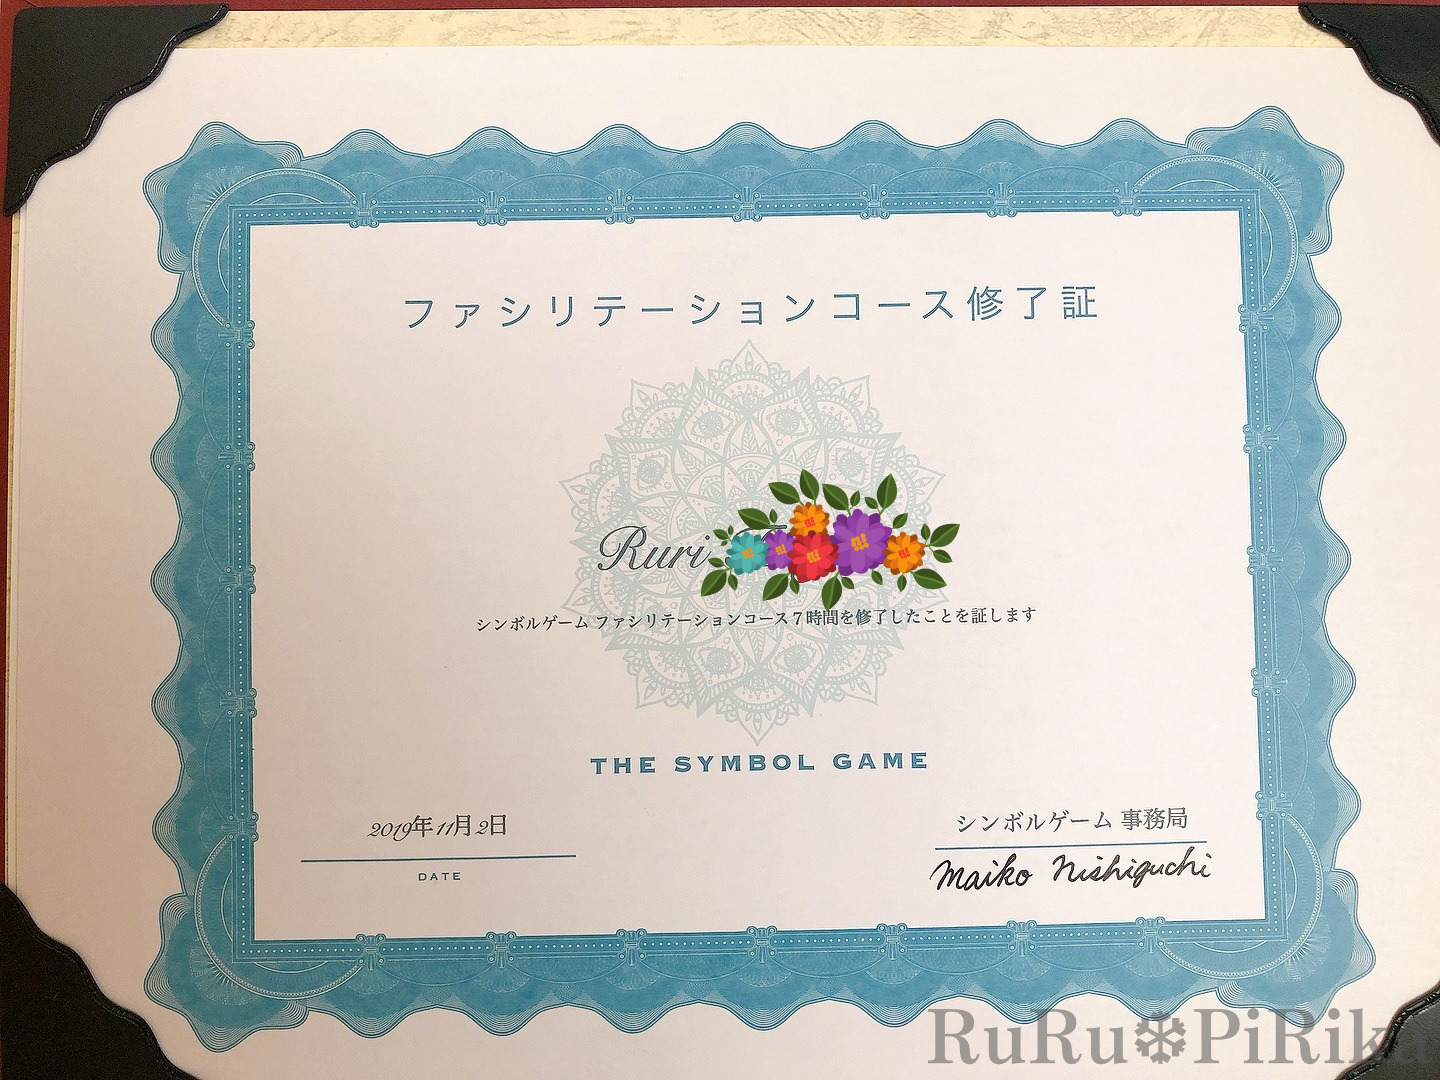 ファシリテーションコース修了証
Ruri
シンボルゲーム ファシリテーションコース7時間を修了したことを証します
THE SYMBOL GAME
2019年11月2日
DATE
シンボルゲーム 事務局
Maiko Nishiguchi
RuRu❄PiRika